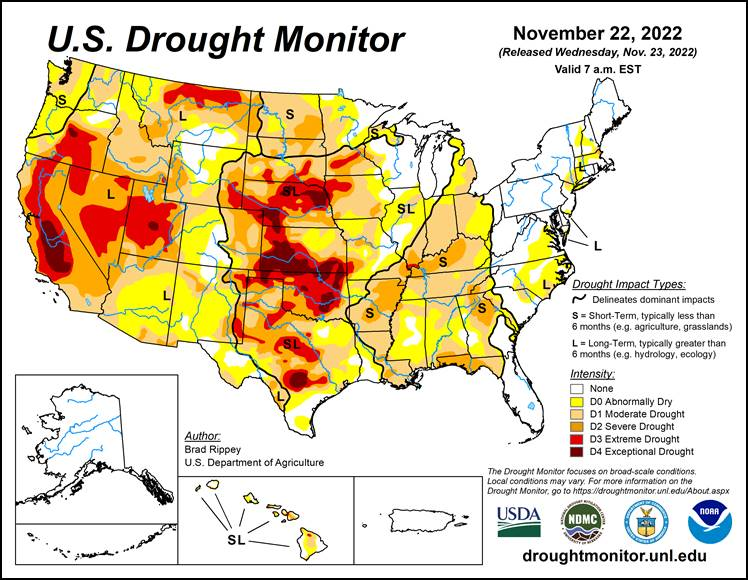 U.S. Drought Monitor
November 22, 2022
(Released Wednesday, Nov. 23, 2022)
Valid 7 a.m. EST
S
L
S
S
L
SL
SL
L
S
L
L
L
S
S
SL
L
Drought Impact Types:
Delineates dominant impacts
S = Short-Term, typically less than
6 months (e.g. agriculture, grasslands)
L = Long-Term, typically greater than
6 months (e.g. hydrology, ecology)
Intensity:
None
D0 Abnormally Dry
D1 Moderate Drought
D2 Severe Drought
D3 Extreme Drought
D4 Exceptional Drought
Author:
Brad Rippey
U.S. Department of Agriculture
SL
The Drought Monitor focuses on broad-scale conditions.
Local conditions may vary. For more information on the
Drought Monitor, go to https://droughtmonitor.unl.edu/About.aspx
USDA
NDMC
NOAA
droughtmonitor.unl.edu